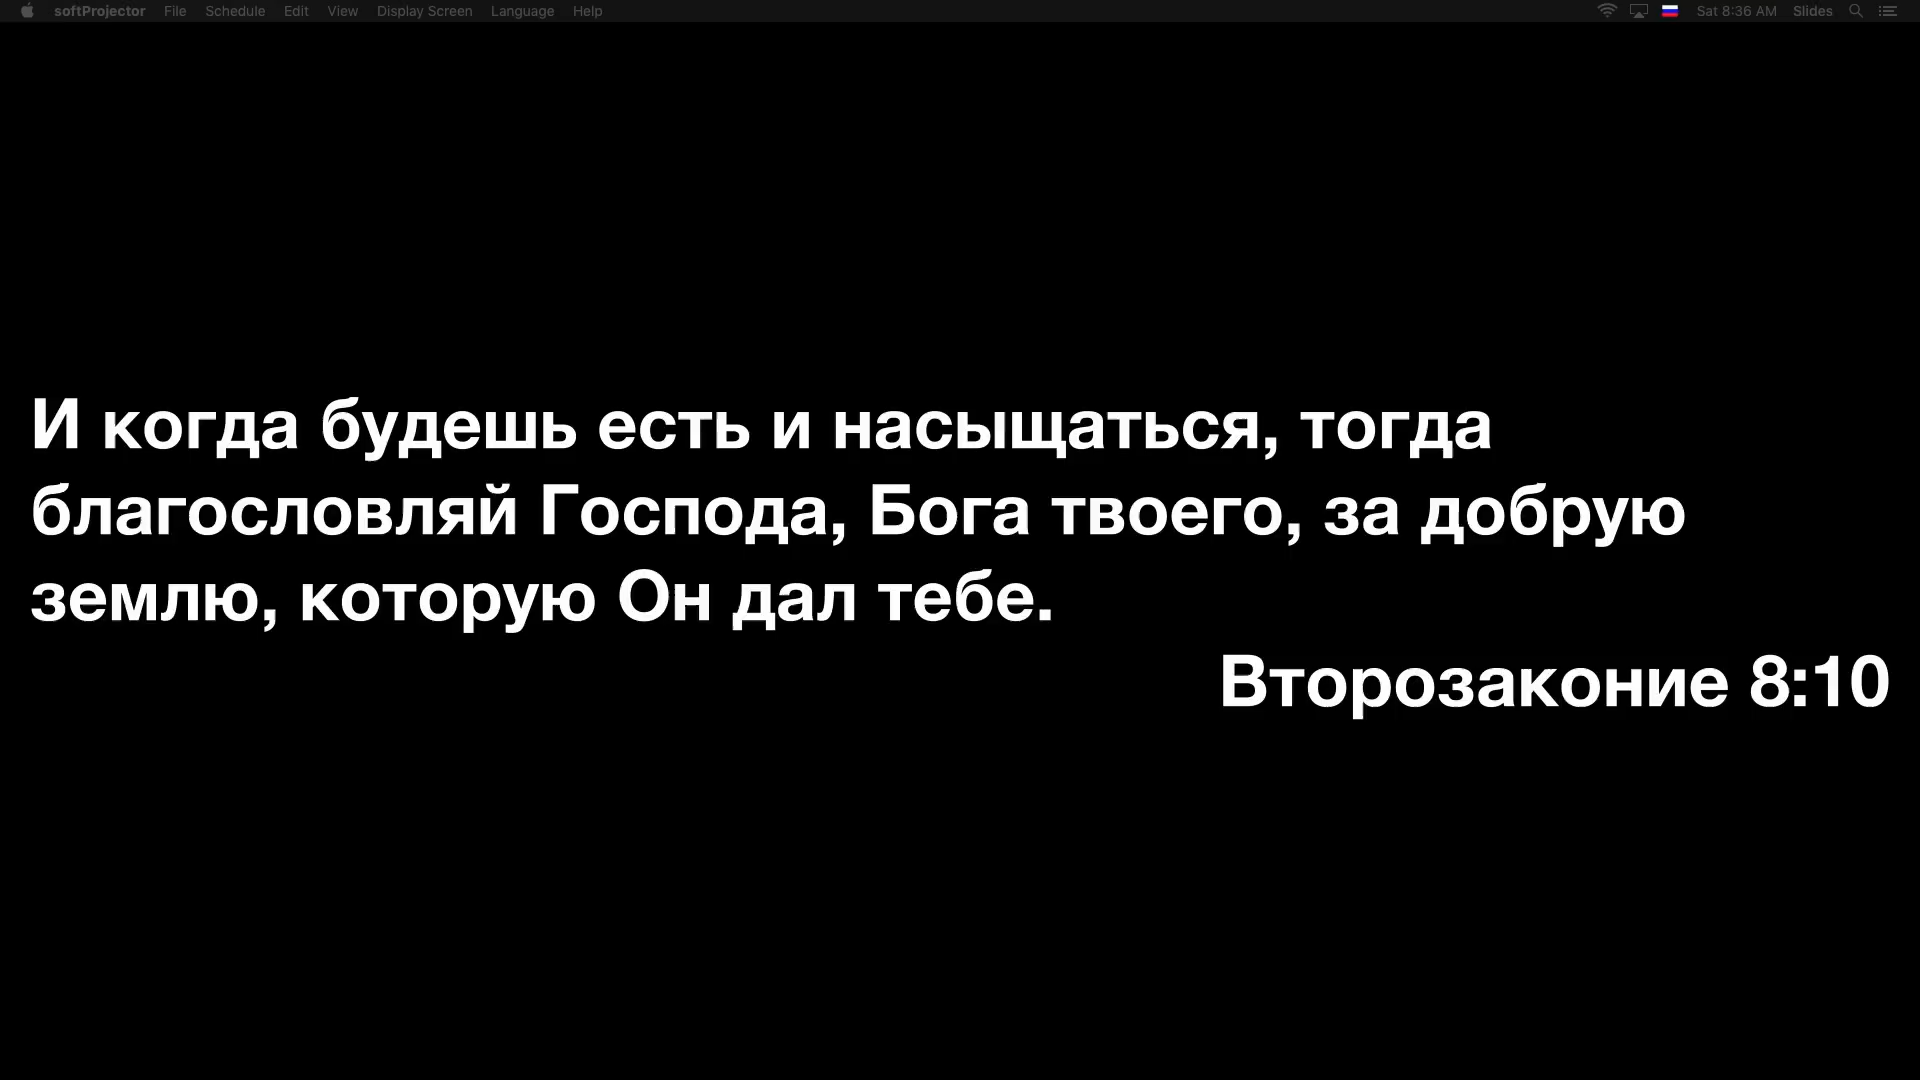 softProjector File Schedule Edit View Display Screen Language Help Sat 8:36 AM Slides
И когда будешь есть и насыщаться, тогда
благословляй Господа, Бога твоего, за добрую
землю, которую Он дал тебе.
Второзаконие 8:10